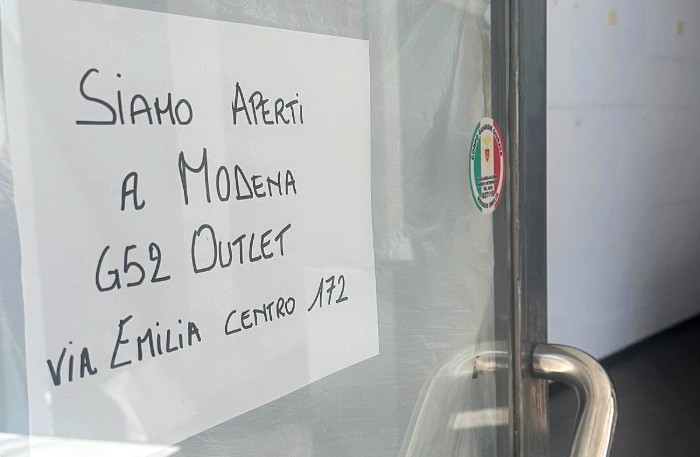 SiAMO APERTi
A MODENA
G52 OUTLET
ViA EMiLiA CENTRO 172